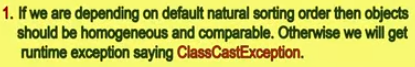 1. If we are depending on default natural sorting order then objects
should be homogeneous and comparable. Otherwise we will get
runtime exception saying ClassCastException.